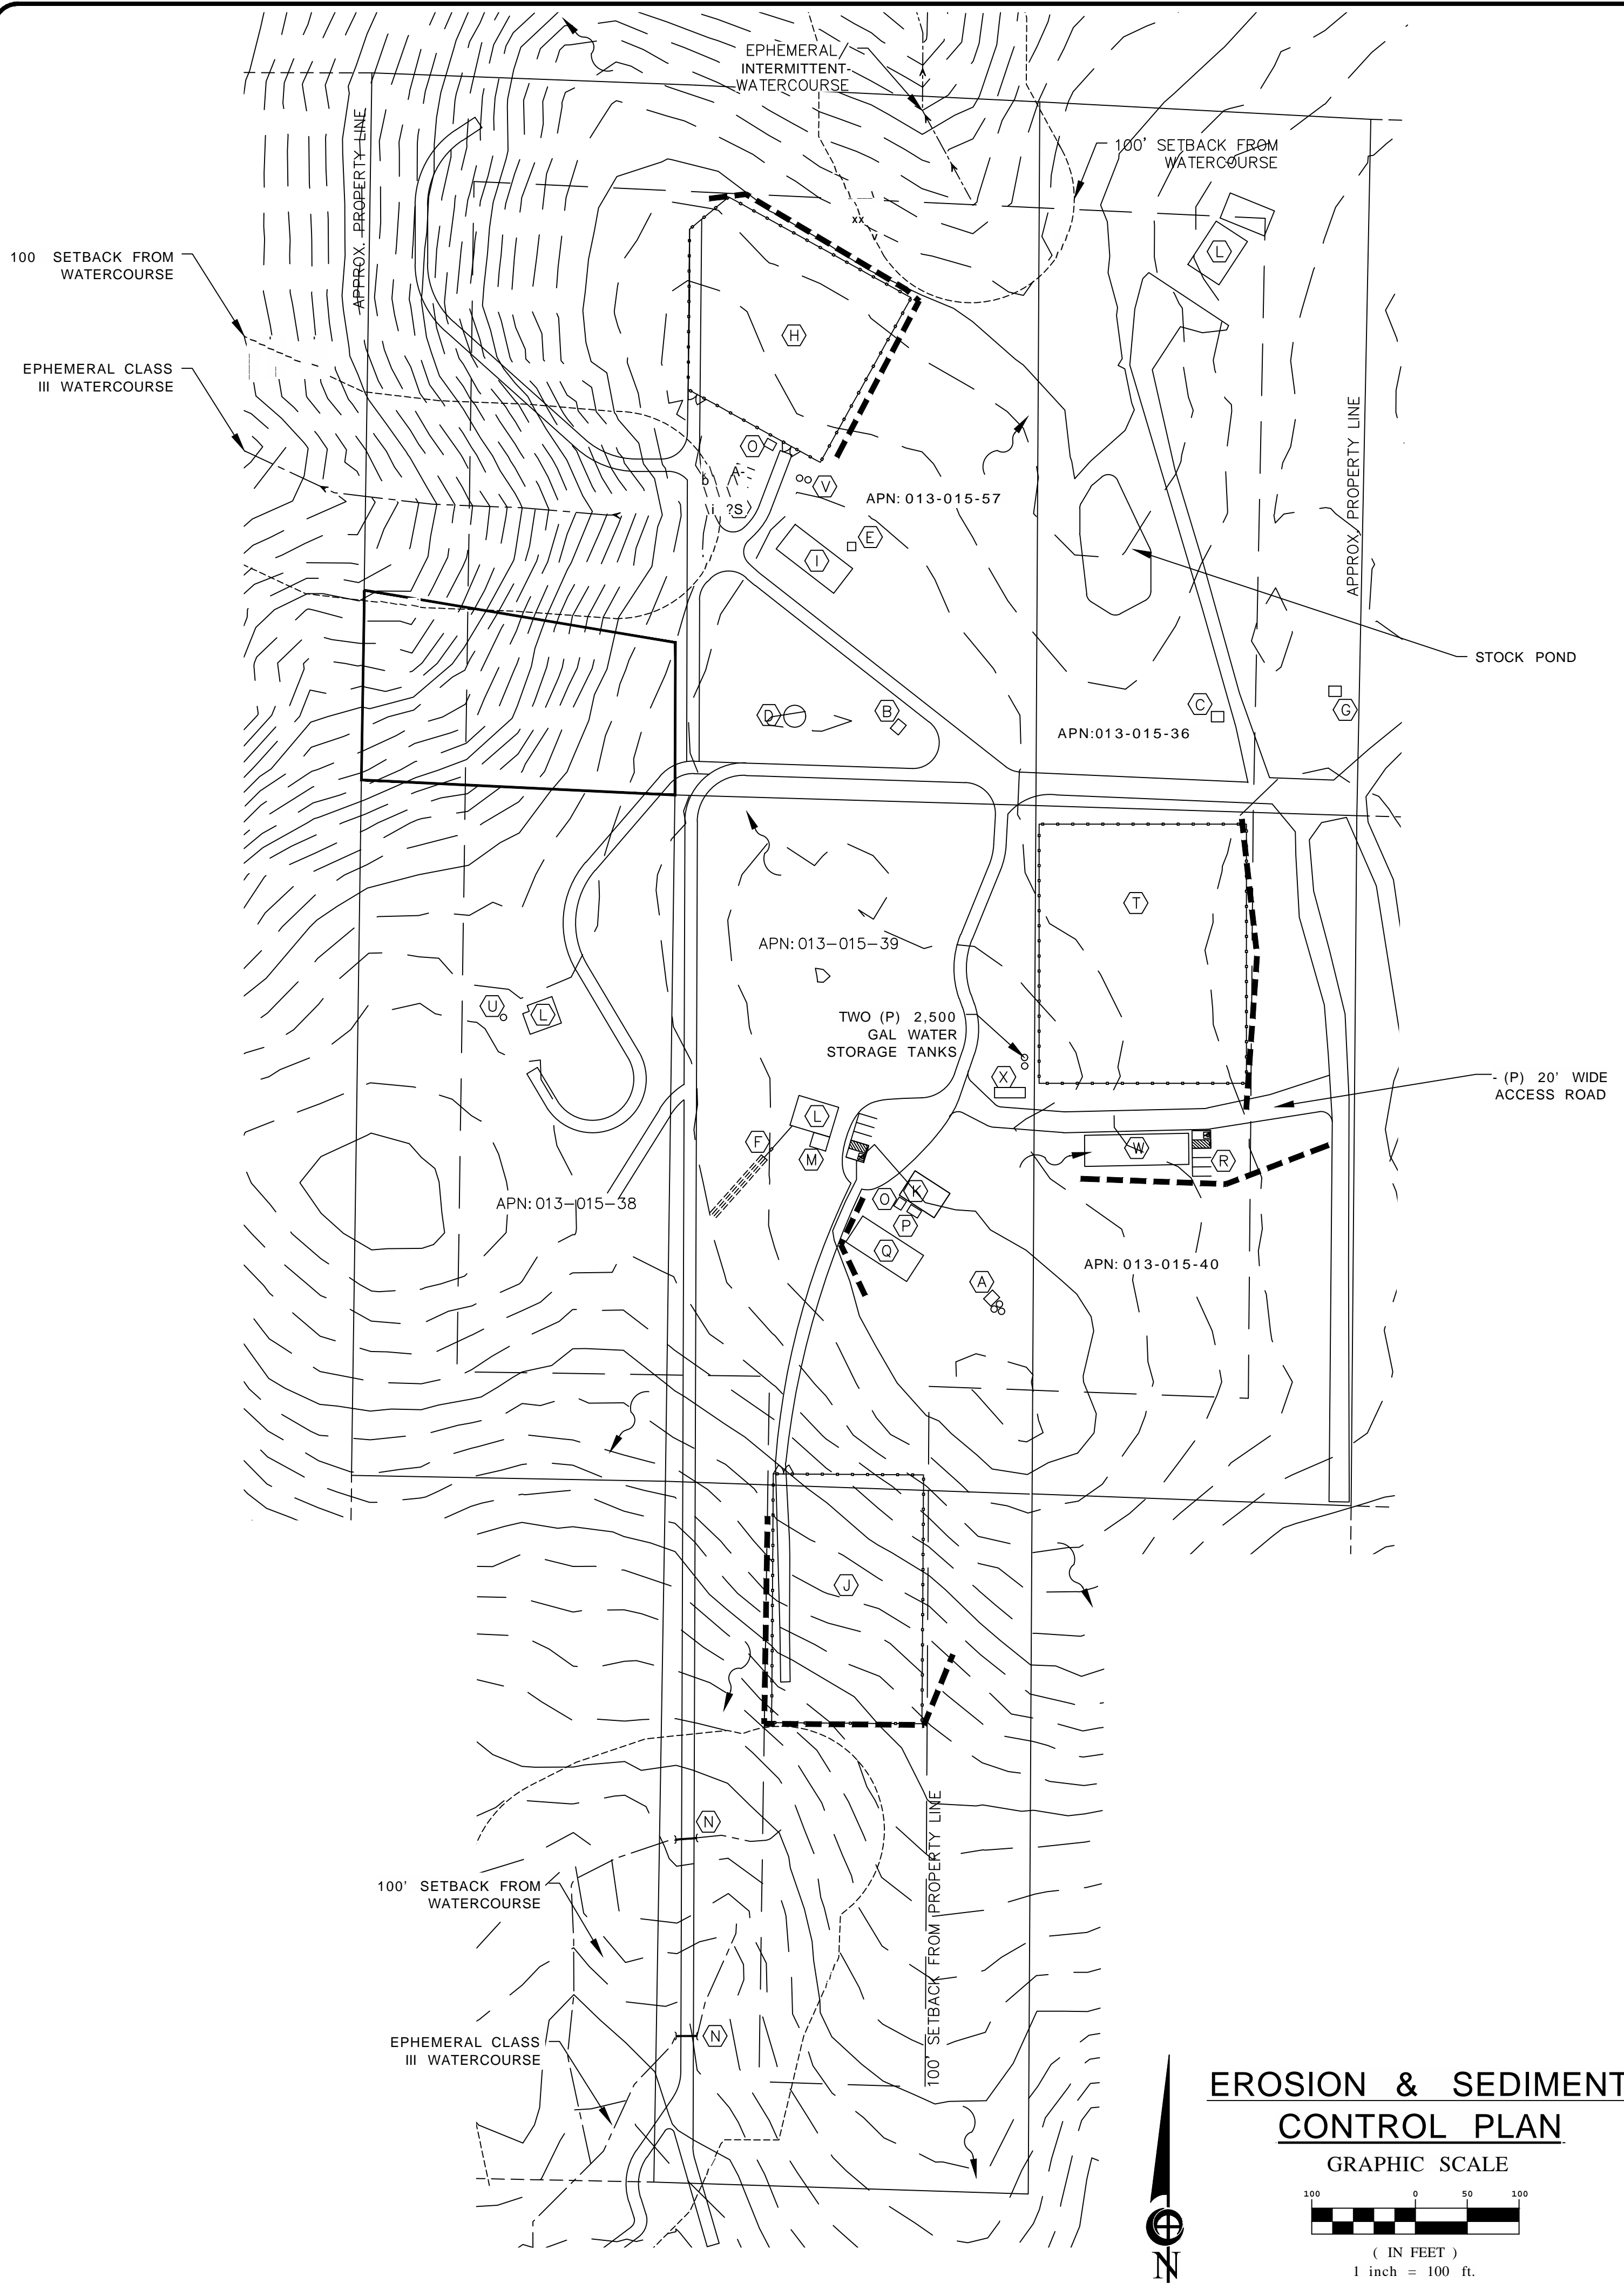 EPHEMERAL/
INTERMITTENT-
WATERCOURSE
APPROX. PROPERTY LINE
100' SETBACK FROM
WATERCOURSE
L
XX
V
100 SETBACK FROM
WATERCOURSE
H
EPHEMERAL CLASS
III WATERCOURSE
APPROX. PROPERTY LINE
O
V
APN: 013-015-57
?S
E
I
STOCK POND
D
B
C
G
APN:013-015-36
T
APN: 013-015-39
U
L
TWO (P) 2,500
GAL WATER
STORAGE TANKS
X
- (P) 20' WIDE
ACCESS ROAD
L
F
M
W
R
APN: 013-015-38
O
K
P
Q
A
APN: 013-015-40
J
N
100' SETBACK FROM PROPERTY LINE
100' SETBACK FROM
WATERCOURSE
N
EPHEMERAL CLASS
III WATERCOURSE
EROSION & SEDIMENT
CONTROL PLAN
GRAPHIC SCALE
100 0 50 100
( IN FEET )
1 inch = 100 ft.
N